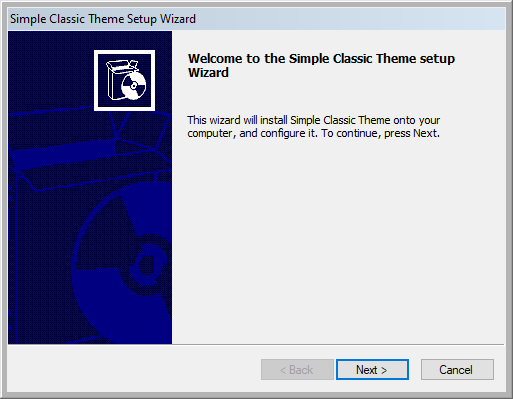 Simple Classic Theme Setup Wizard
Welcome to the Simple Classic Theme setup
Wizard
This wizard will install Simple Classic Theme onto your
computer, and configure it. To continue, press Next.
< Back
Next >
Cancel